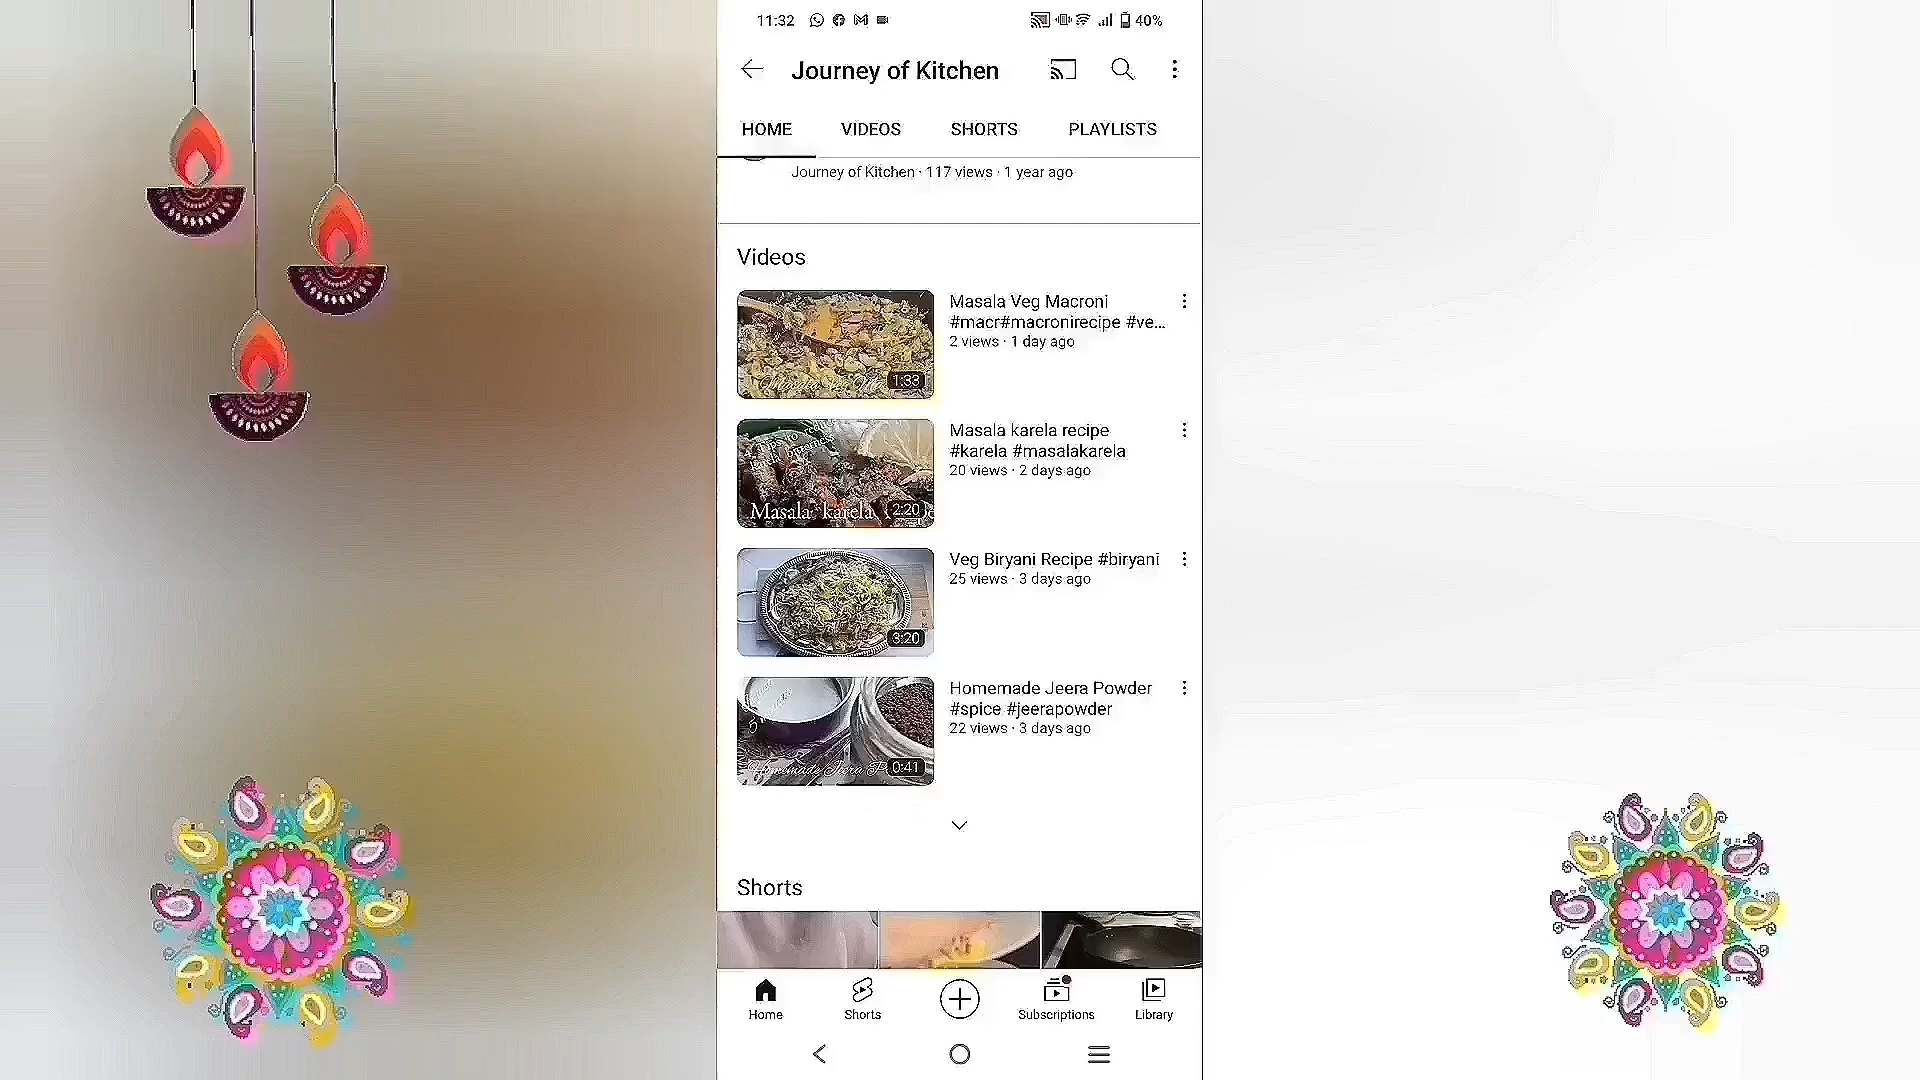 11:32
40%
Journey of Kitchen
HOME VIDEOS SHORTS PLAYLISTS
Journey of Kitchen · 117 views · 1 year ago
Videos
Masala Veg Macroni
#macr#macronirecipe #ve...
2 views · 1 day ago
1:33
Masala karela recipe
#karela #masalakarela
20 views · 2 days ago
Masala karela
2:20
Veg Biryani Recipe #biryani
25 views · 3 days ago
3:20
Homemade Jeera Powder
#spice #jeerapowder
22 views · 3 days ago
Homemade Jeera P
0:41
Shorts
Home Shorts Subscriptions Library